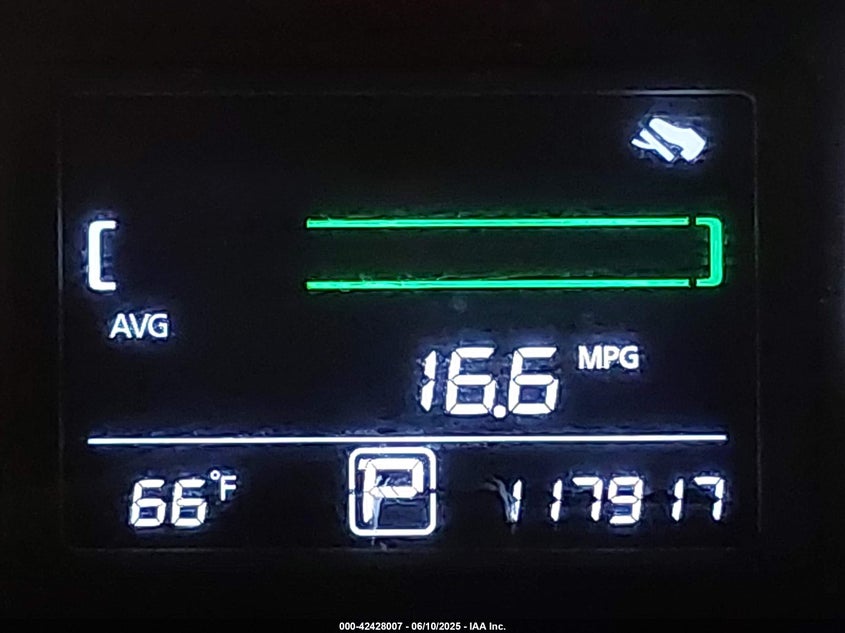 AVG
16.6 MPG
66°F P 117917
000-42428007 - 06/10/2025 - IAA Inc.